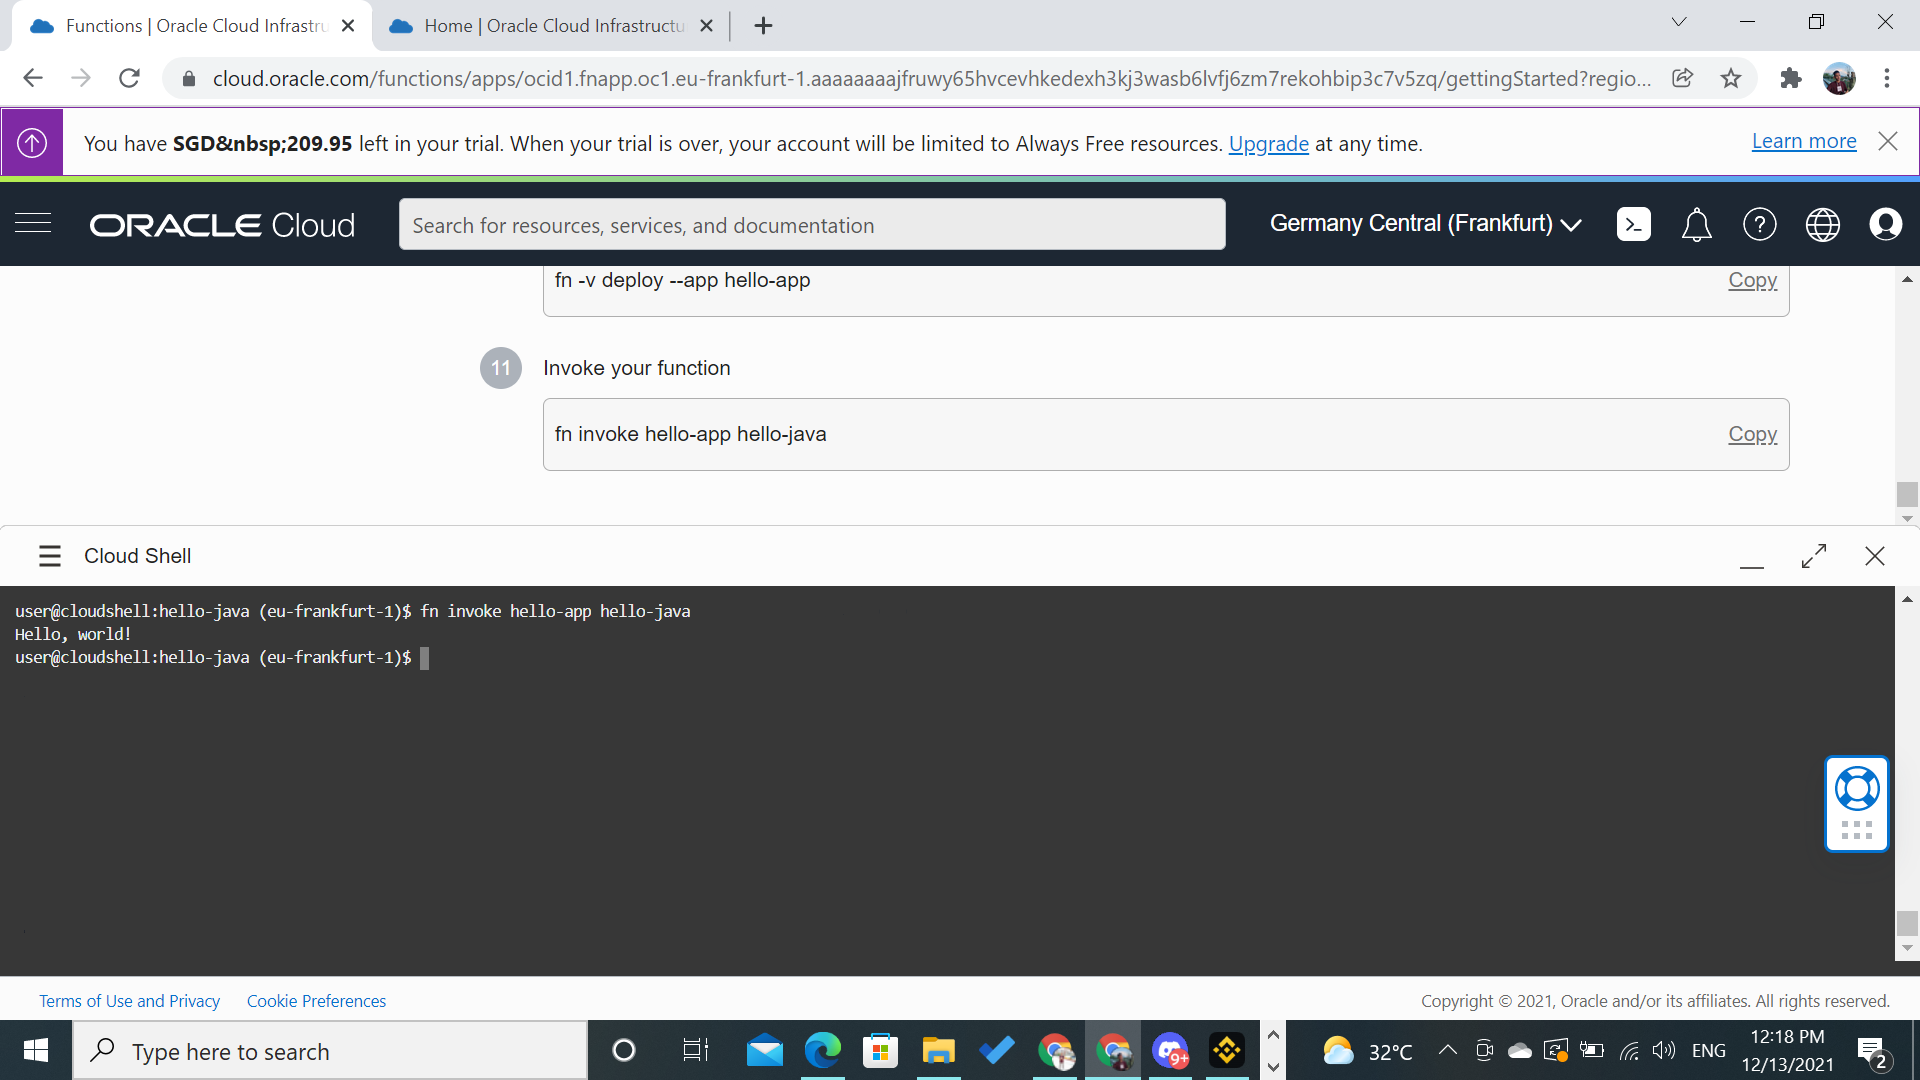 Functions | Oracle Cloud Infrastru
Home | Oracle Cloud Infrastructu
cloud.oracle.com/functions/apps/ocid1.fnapp.oc1.eu-frankfurt-1.aaaaaaaajfruwy65hvcevhkedexh3kj3wasb6lvfj6zm7rekohbip3c7v5zq/gettingStarted?regio...
You have SGD&nbsp;209.95 left in your trial. When your trial is over, your account will be limited to Always Free resources. Upgrade at any time.
Learn more
ORACLE Cloud
Search for resources, services, and documentation
Germany Central (Frankfurt)
fn -v deploy --app hello-app
Copy
11
Invoke your function
fn invoke hello-app hello-java
Copy
Cloud Shell
user@cloudshell:hello-java (eu-frankfurt-1)$ fn invoke hello-app hello-java
Hello, world!
user@cloudshell:hello-java (eu-frankfurt-1)$
Terms of Use and Privacy
Cookie Preferences
Copyright © 2021, Oracle and/or its affiliates. All rights reserved.
Type here to search
9+
32°C
ENG
12:18 PM
12/13/2021
2